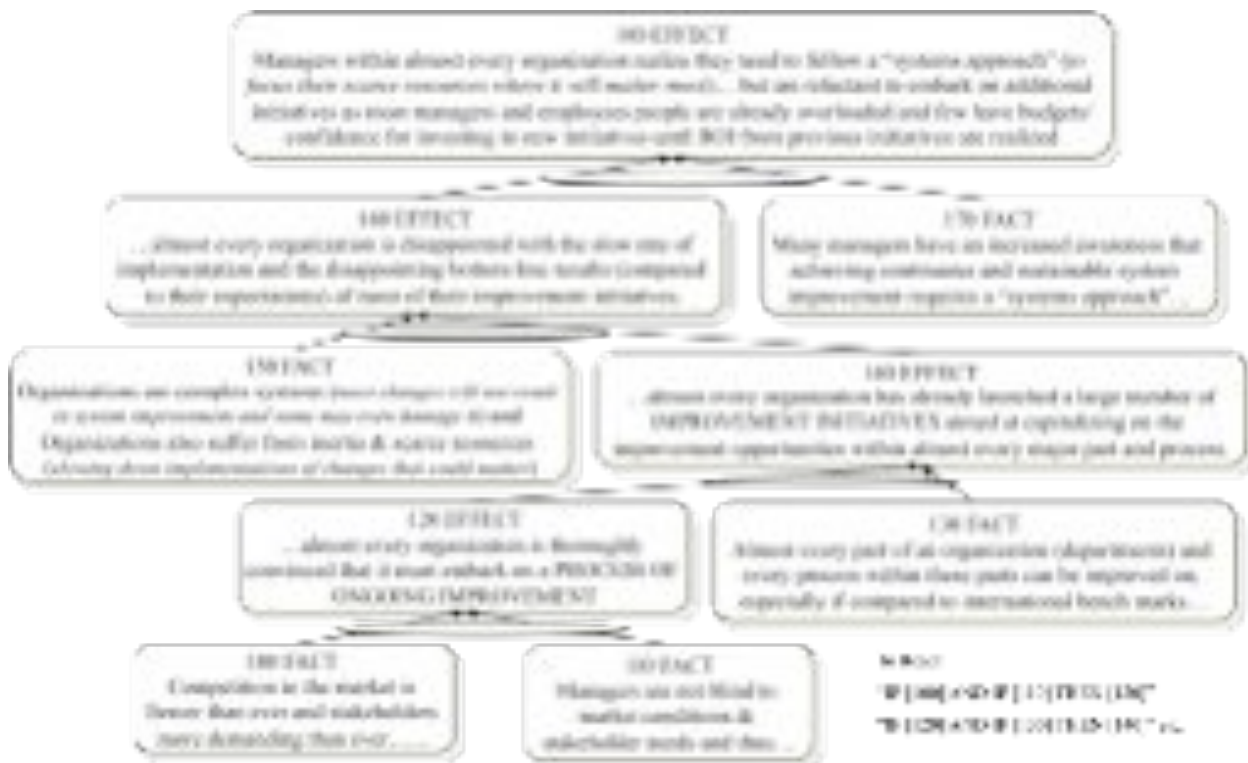 EFFECT
Managers within almost every organization realize they need to follow a "systems approach" (to
focus their scarce resources where it will matter most)… but are reluctant to embark on additional
initiatives as most managers and employees people are already overloaded and few have budgets/
confidence for investing in new initiatives until ROI from previous initiatives are realized
EFFECT
…almost every organization is disappointed with the slow rate of
implementation and the disappointing bottom line results (compared
to their expectations) of most of their improvement initiatives.
170 FACT
Many managers have an increased awareness that
achieving continuous and sustainable system
improvement requires a "systems approach"…
150 FACT
Organizations are complex systems (most changes will not result
in system improvement and some may even damage it) and
Organizations also suffer from inertia & scarce resources
(slowing down implementations of changes that could matter)
EFFECT
…almost every organization has already launched a large number of
IMPROVEMENT INITIATIVES aimed at capitalizing on the
improvement opportunities within almost every major part and process
120 EFFECT
…almost every organization is thoroughly
convinced that it must embark on a PROCESS OF
ONGOING IMPROVEMENT
130 FACT
Almost every part of an organization (department) and
every process within these parts can be improved on,
especially if compared to international bench marks…
100 FACT
Competition in the market is
fiercer than ever and stakeholders
more demanding than ever……
110 FACT
Managers are not blind to
market conditions &
stakeholder needs and thus…